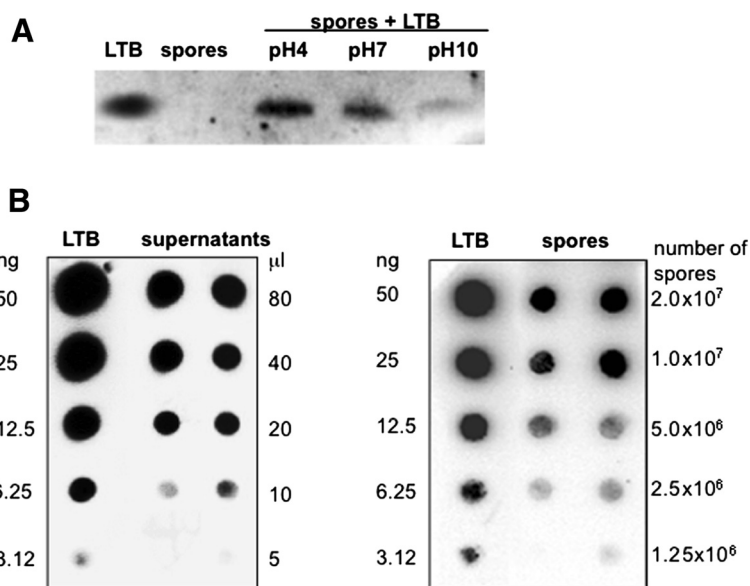 A
spores + LTB
LTB spores pH4 pH7 pH10
B
LTB supernatants
ng µl
50 80
25 40
12.5 20
6.25 10
3.12 5
LTB spores
ng number of
spores
50 2.0x10⁷
25 1.0x10⁷
12.5 5.0x10⁶
6.25 2.5x10⁶
3.12 1.25x10⁶